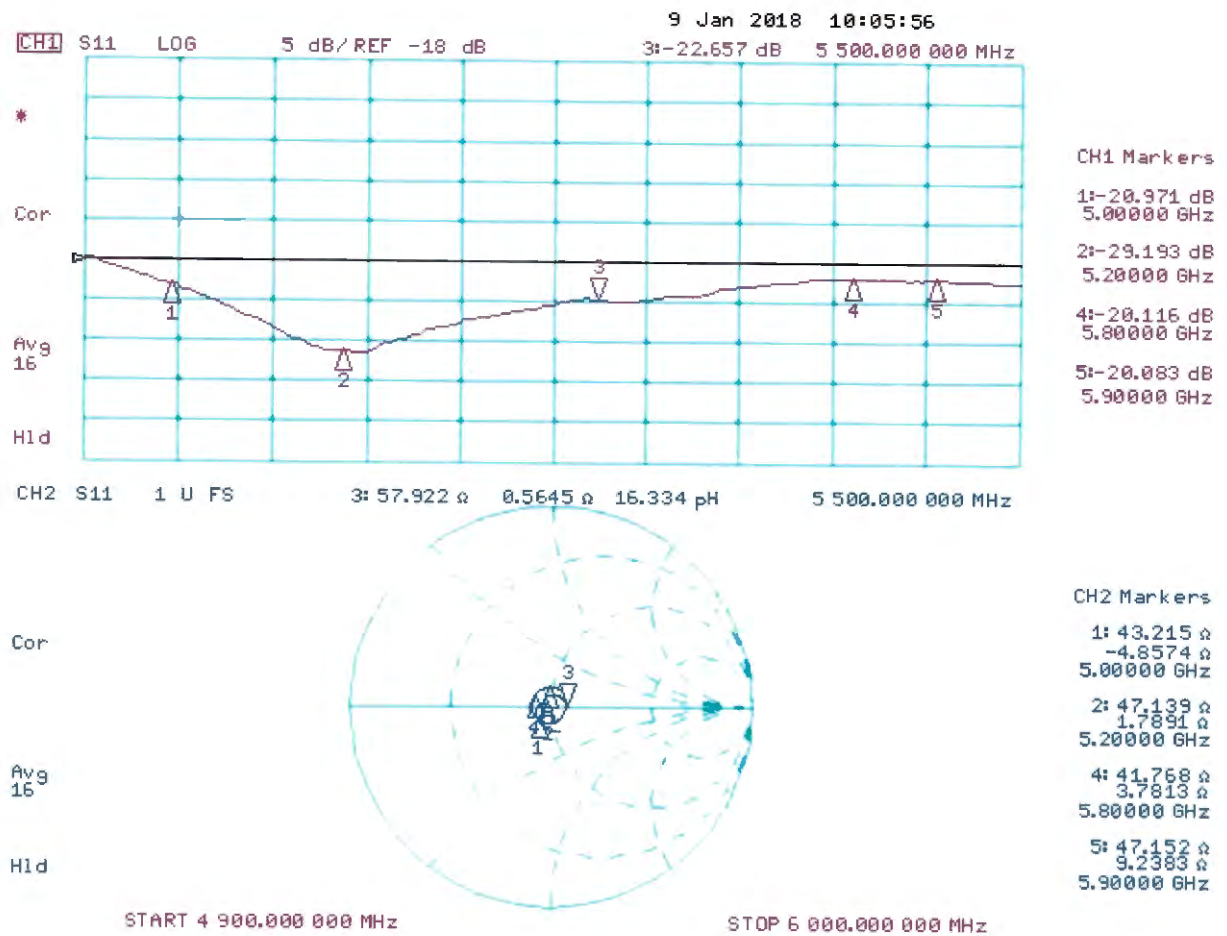 9 Jan 2018 10:05:56
CH1 S11 LOG 5 dB/ REF -18 dB 3:-22.657 dB 5 500.000 000 MHz
*
CH1 Markers
1:-20.971 dB
5.00000 GHz
Cor
2:-29.193 dB
5.20000 GHz
3
1
4
5
4:-20.116 dB
5.80000 GHz
Avg
16
2
5:-20.083 dB
5.90000 GHz
Hld
CH2 S11 1 U FS 3: 57.922 Ω 0.5645 Ω 16.334 pH 5 500.000 000 MHz
CH2 Markers
Cor
1: 43.215 Ω
-4.8574 Ω
5.00000 GHz
3
2: 47.139 Ω
1.7891 Ω
5.20000 GHz
1
Avg
16
4: 41.768 Ω
3.7813 Ω
5.80000 GHz
Hld
5: 47.152 Ω
9.2383 Ω
5.90000 GHz
START 4 900.000 000 MHz STOP 6 000.000 000 MHz